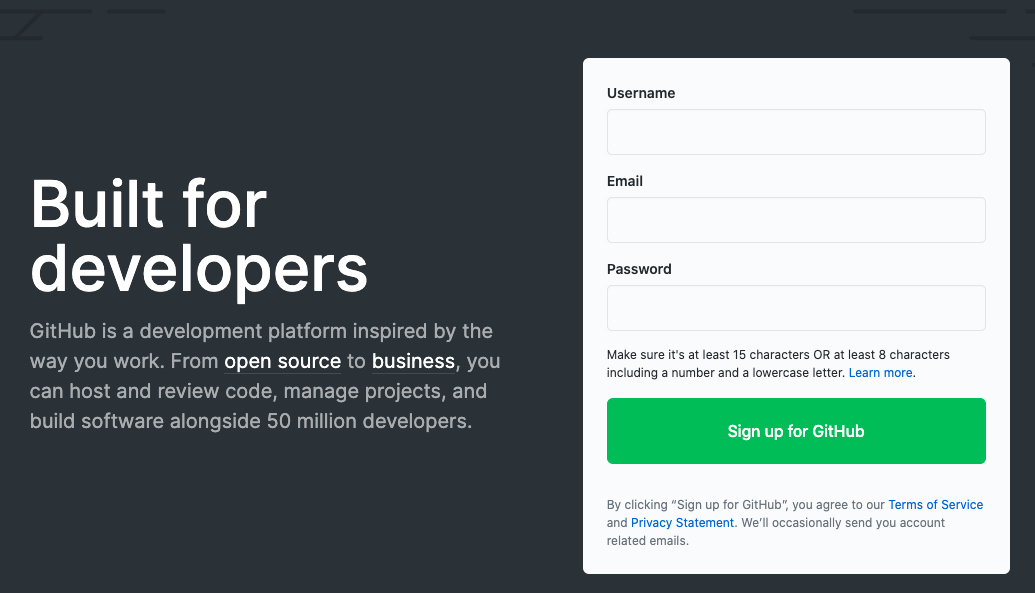 Built for
developers
GitHub is a development platform inspired by the
way you work. From open source to business, you
can host and review code, manage projects, and
build software alongside 50 million developers.
Username
Email
Password
Make sure it's at least 15 characters OR at least 8 characters
including a number and a lowercase letter. Learn more.
Sign up for GitHub
By clicking “Sign up for GitHub”, you agree to our Terms of Service
and Privacy Statement. We’ll occasionally send you account
related emails.